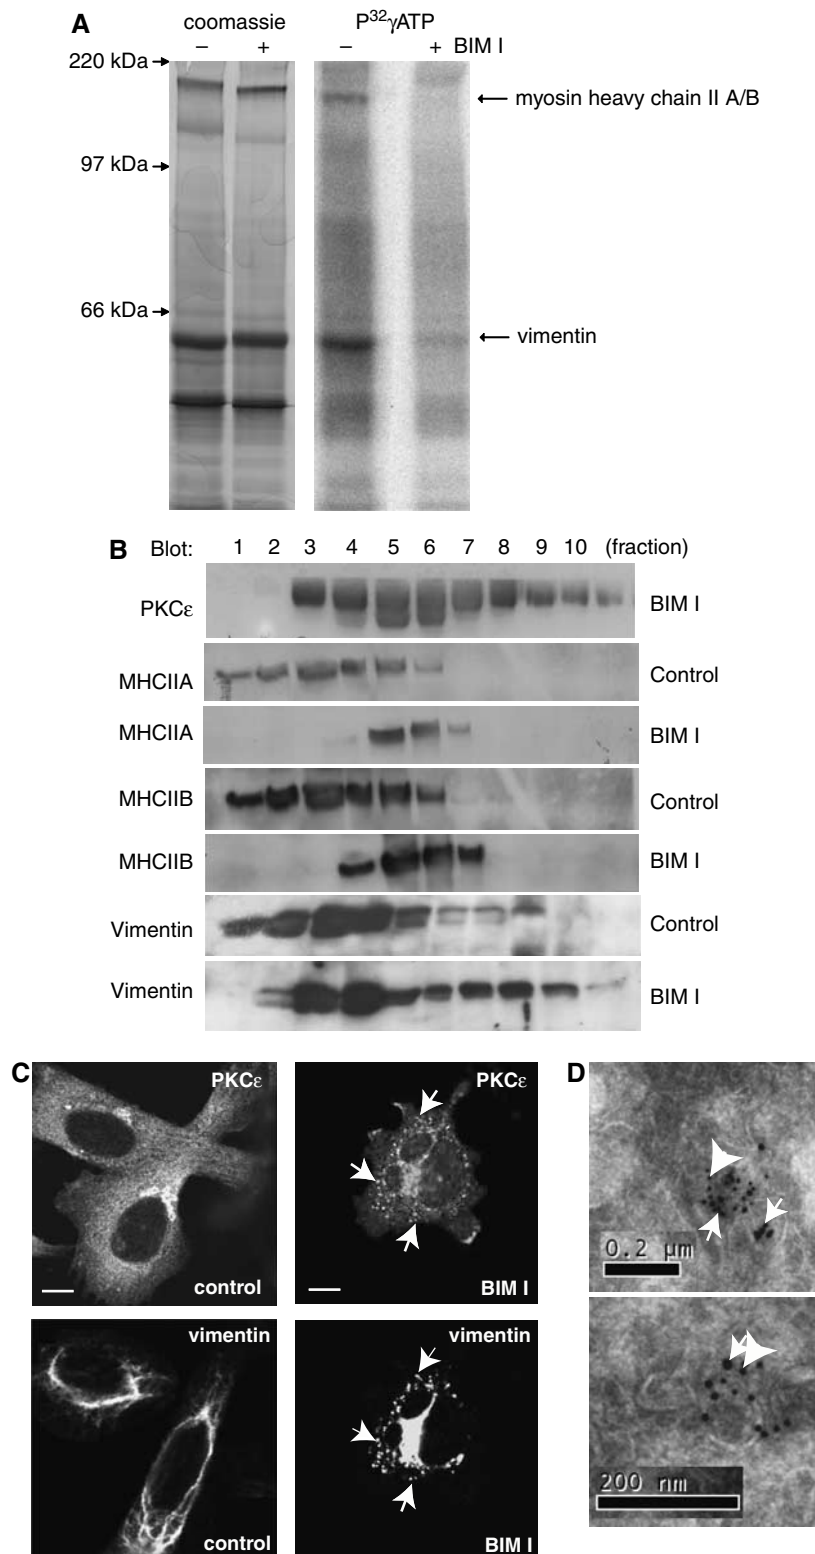 A
coomassie
P³²γATP
− + − + BIM I
220 kDa
myosin heavy chain II A/B
97 kDa
66 kDa
vimentin
B Blot: 1 2 3 4 5 6 7 8 9 10 (fraction)
PKCε BIM I
MHCIIA Control
MHCIIA BIM I
MHCIIB Control
MHCIIB BIM I
Vimentin Control
Vimentin BIM I
C
PKCε
control
PKCε
BIM I
vimentin
control
vimentin
BIM I
D
0.2 µm
200 nm